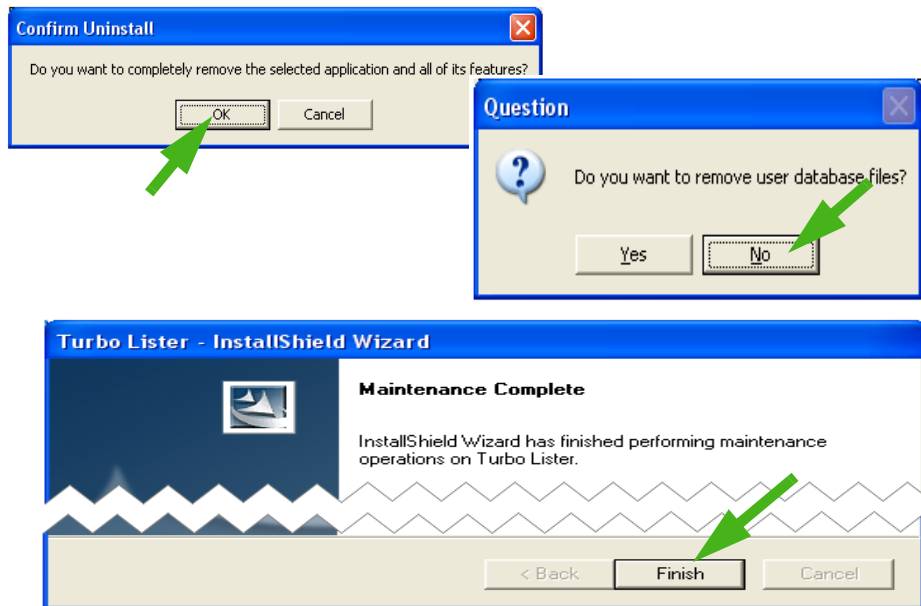 Confirm Uninstall
Do you want to completely remove the selected application and all of its features?
OK Cancel
Question
Do you want to remove user database files?
Yes No
Turbo Lister - InstallShield Wizard
Maintenance Complete
InstallShield Wizard has finished performing maintenance
operations on Turbo Lister.
< Back Finish Cancel